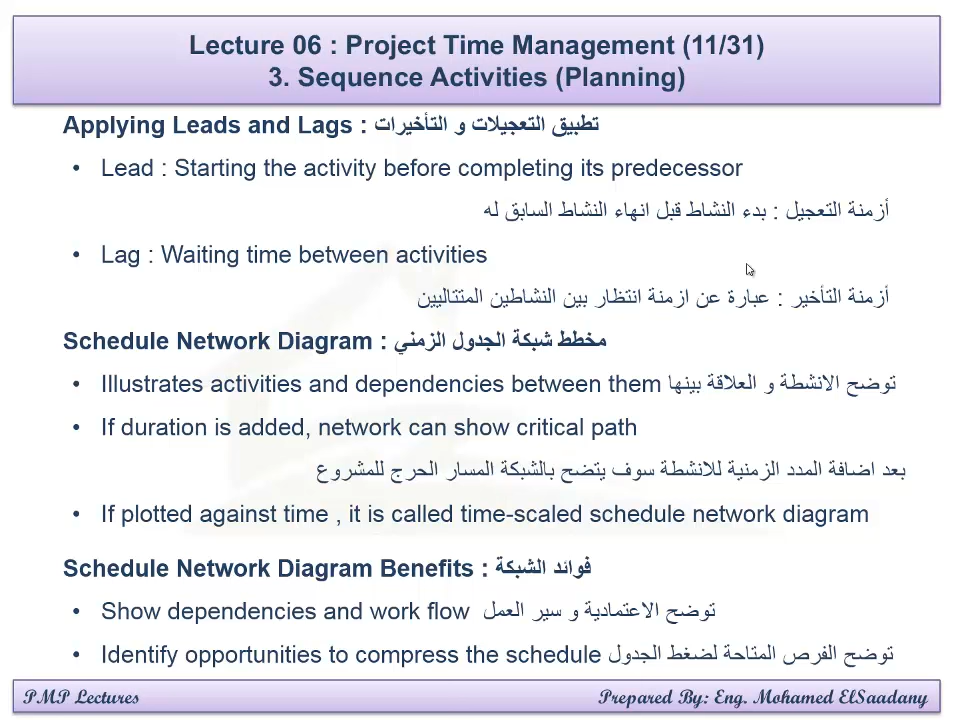 Lecture 06 : Project Time Management (11/31)
3. Sequence Activities (Planning)
Applying Leads and Lags : تطبيق التعجيلات و التأخيرات
• Lead : Starting the activity before completing its predecessor
أزمنة التعجيل : بدء النشاط قبل انهاء النشاط السابق له
• Lag : Waiting time between activities
أزمنة التأخير : عبارة عن ازمنة انتظار بين النشاطين المتتاليين
Schedule Network Diagram : مخطط شبكة الجدول الزمني
• Illustrates activities and dependencies between them توضح الانشطة و العلاقة بينها
• If duration is added, network can show critical path
بعد اضافة المدد الزمنية للانشطة سوف يتضح بالشبكة المسار الحرج للمشروع
• If plotted against time , it is called time-scaled schedule network diagram
Schedule Network Diagram Benefits : فوائد الشبكة
• Show dependencies and work flow توضح الاعتمادية و سير العمل
• Identify opportunities to compress the schedule توضح الفرص المتاحة لضغط الجدول
PMP Lectures
Prepared By: Eng. Mohamed ElSaadany